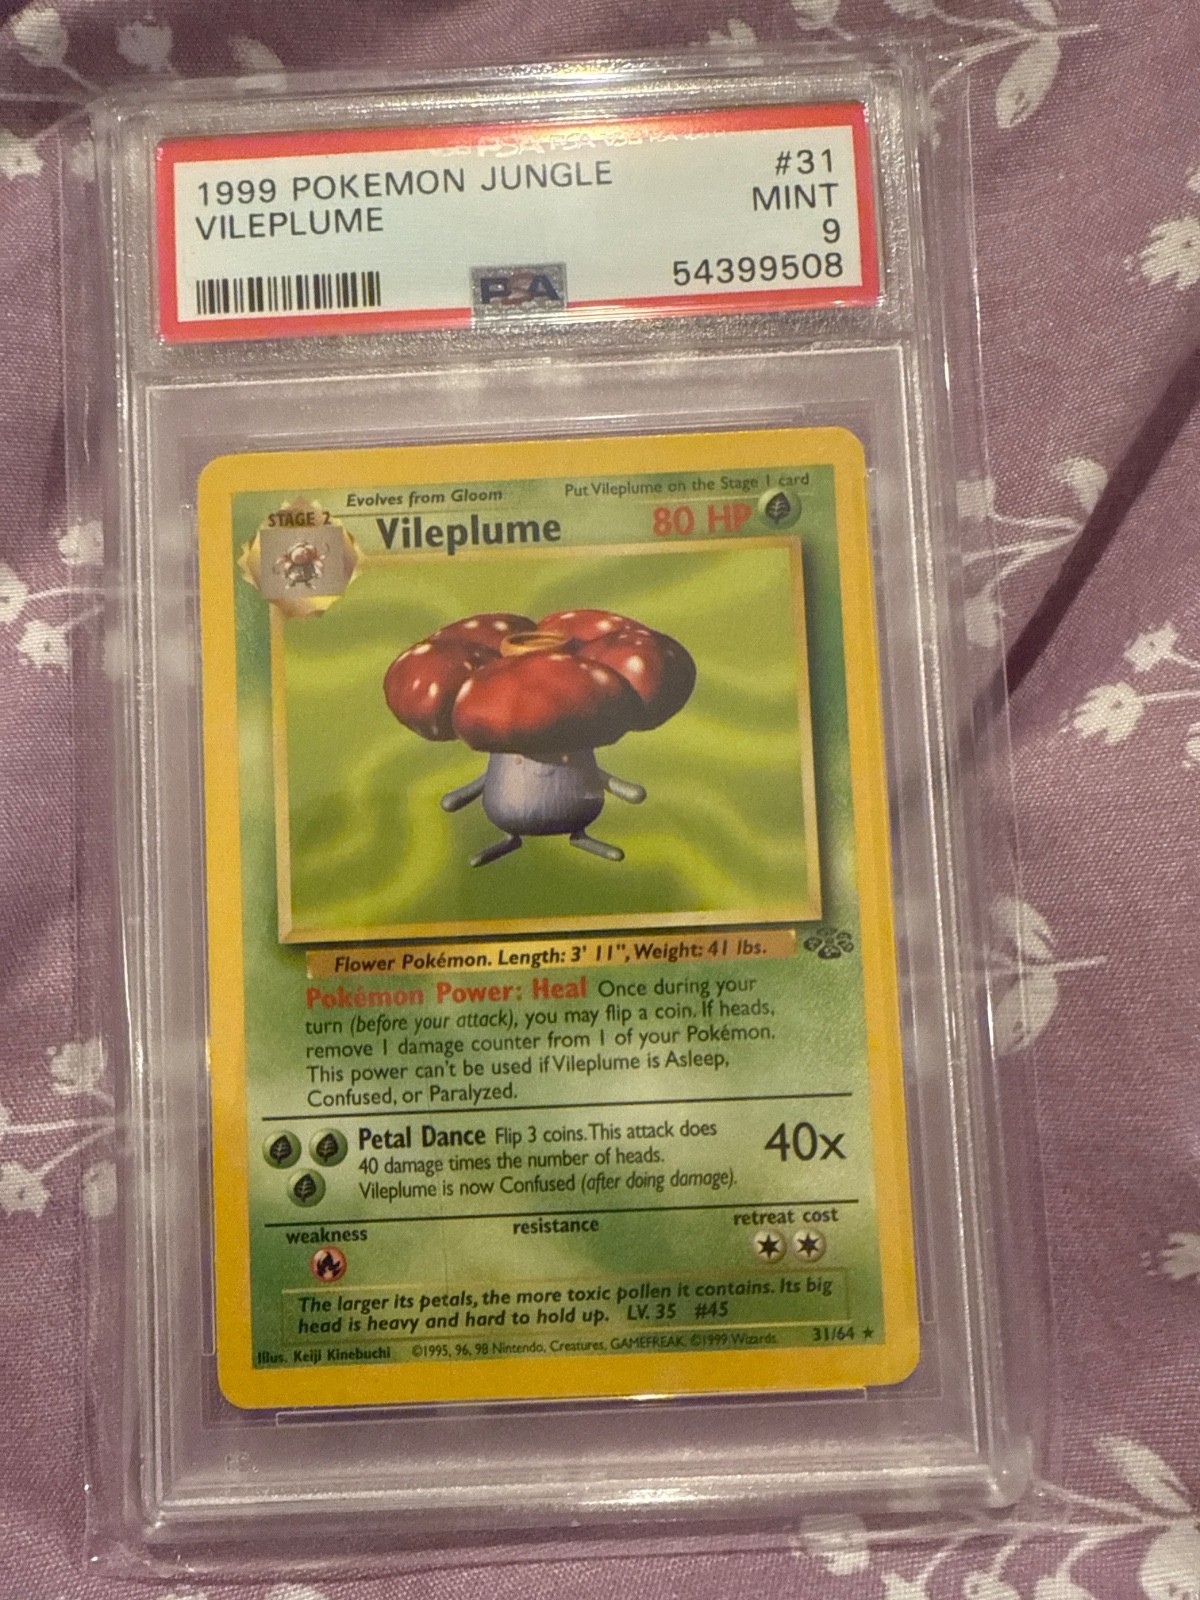 1999 POKEMON JUNGLE #31
VILEPLUME MINT
9
PSA 54399508
Evolves from Gloom Put Vileplume on the Stage 1 card
STAGE 2 Vileplume 80 HP
Flower Pokémon. Length: 3' 11", Weight: 41 lbs.
Pokémon Power: Heal Once during your
turn (before your attack), you may flip a coin. If heads,
remove 1 damage counter from 1 of your Pokémon.
This power can't be used if Vileplume is Asleep,
Confused, or Paralyzed.
Petal Dance Flip 3 coins. This attack does 40x
40 damage times the number of heads.
Vileplume is now Confused (after doing damage).
weakness resistance retreat cost
The larger its petals, the more toxic pollen it contains. Its big
head is heavy and hard to hold up. LV. 35 #45
Illus. Keiji Kinebuchi ©1995, 96, 98 Nintendo, Creatures, GAMEFREAK. ©1999 Wizards. 31/64 ★